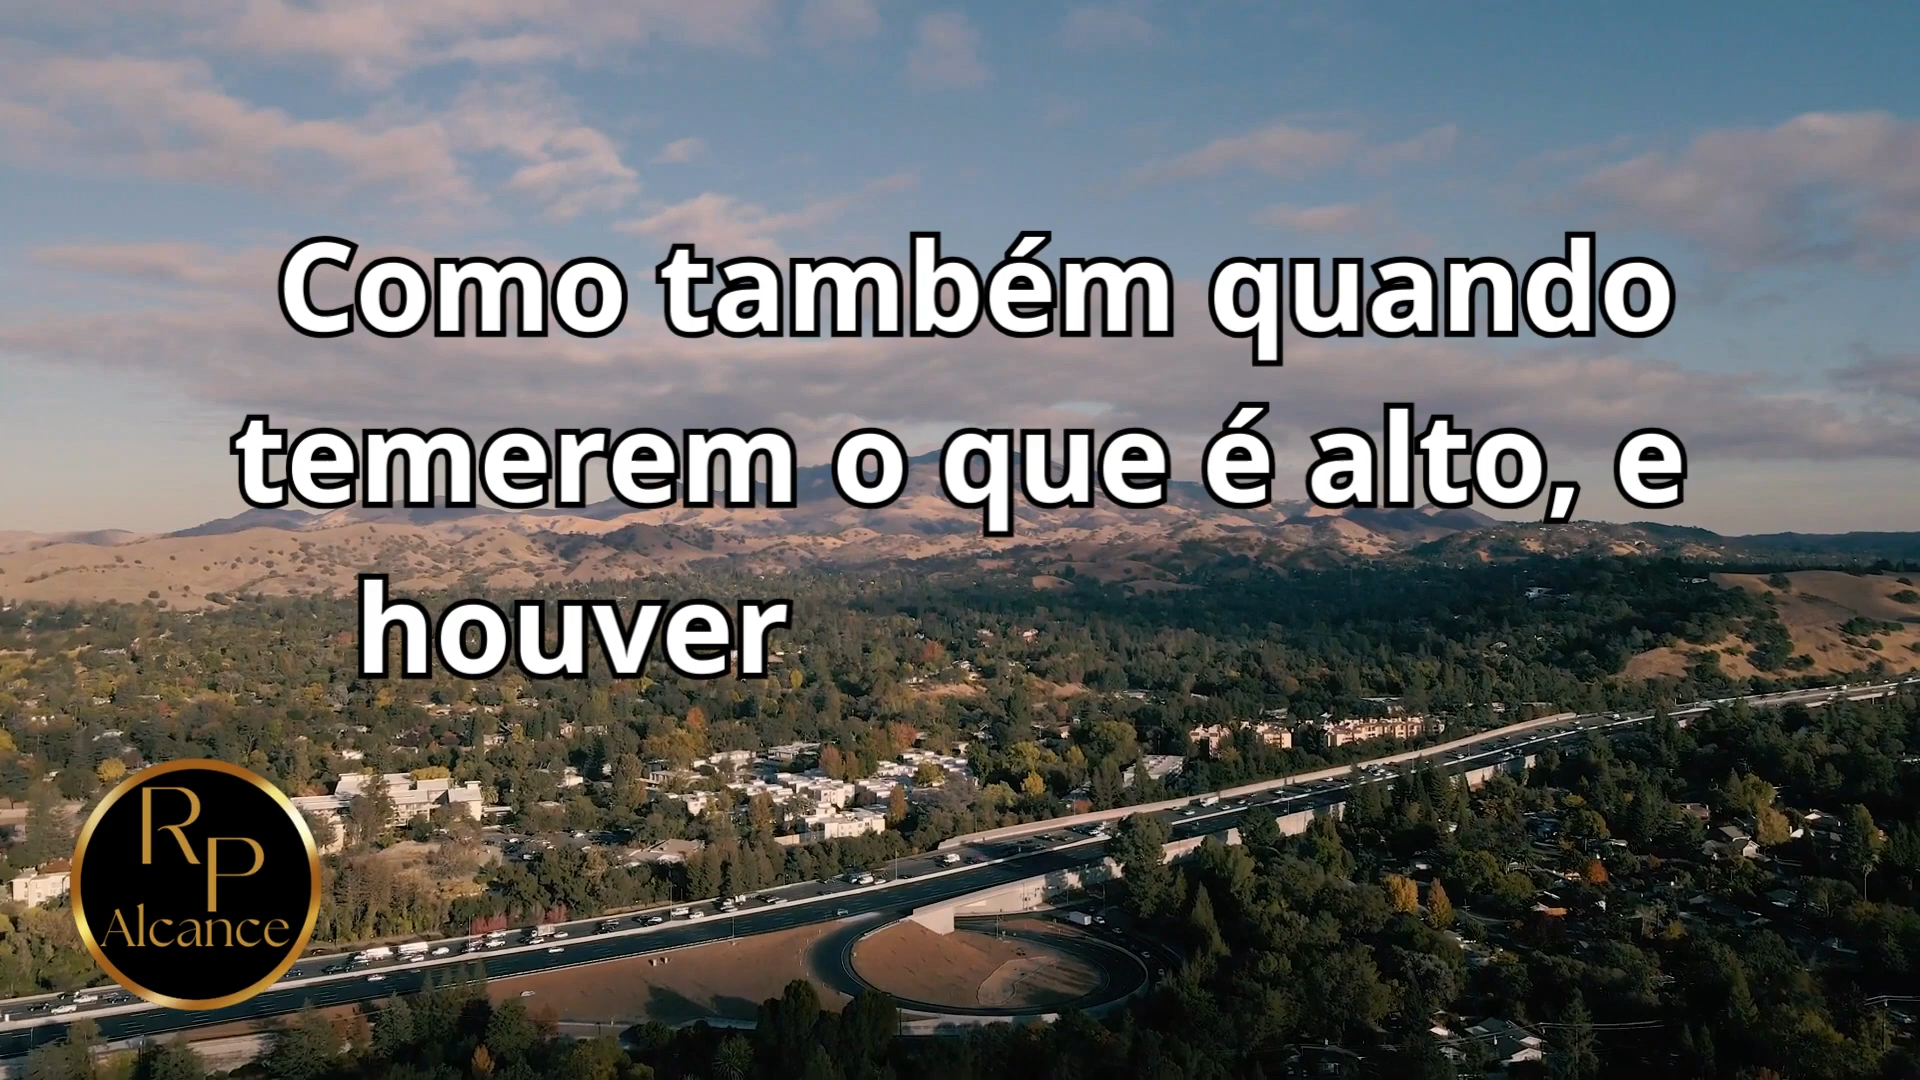 Como também quando
temerem o que é alto, e
houver
RP
Alcance